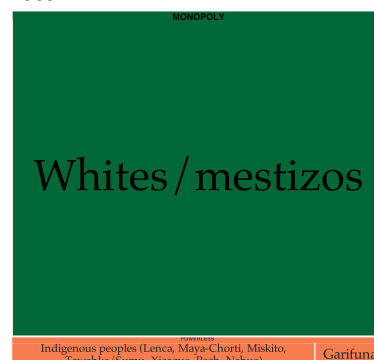 MONOPOLY
Whites/mestizos
POWERLESS
Indigenous peoples (Lenca, Maya-Chorti, Miskito,
Garifuna